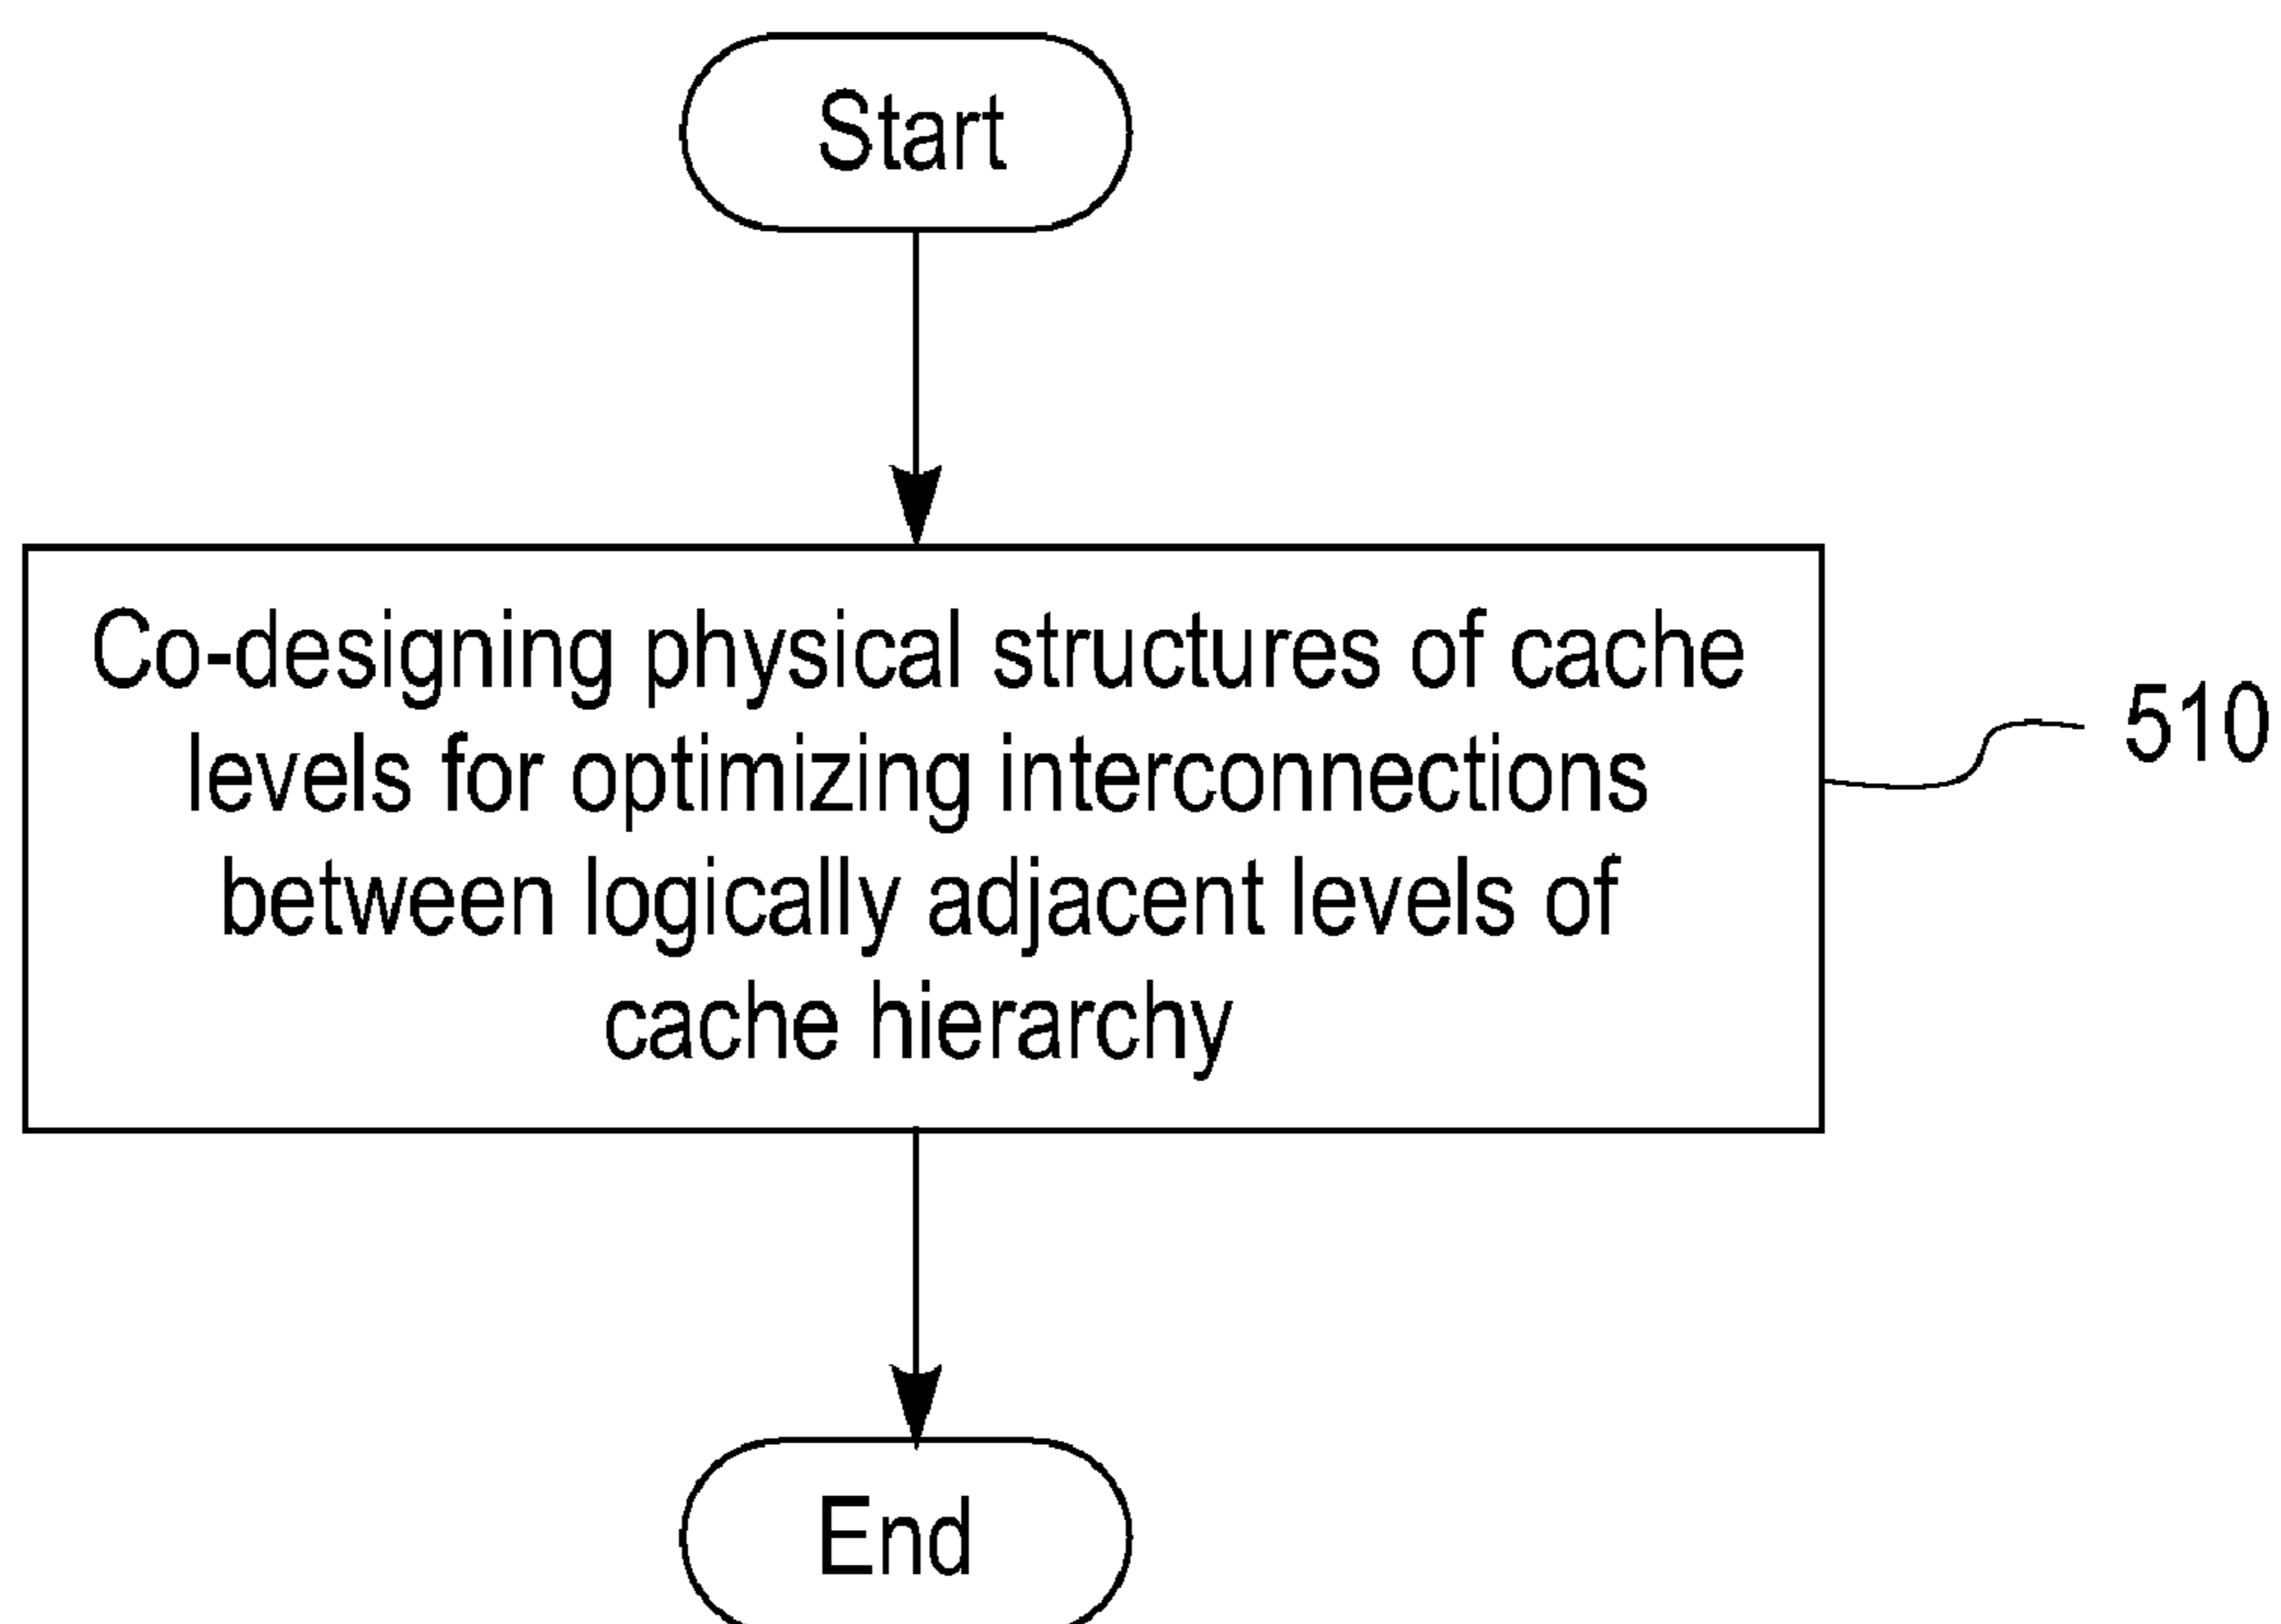 Start
Co-designing physical structures of cache
levels for optimizing interconnections
between logically adjacent levels of
cache hierarchy
510
End